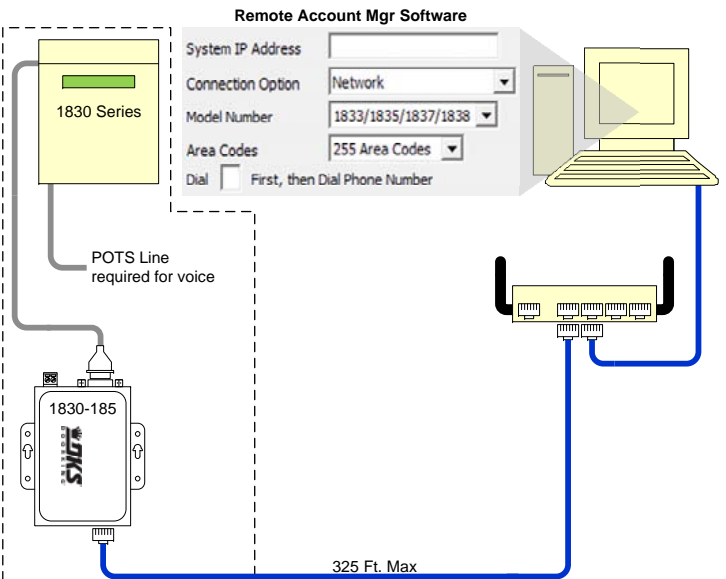 Remote Account Mgr Software
System IP Address
Connection Option Network
Model Number 1833/1835/1837/1838
Area Codes 255 Area Codes
Dial First, then Dial Phone Number
1830 Series
POTS Line
required for voice
1830-185
DKS
DOORKING
325 Ft. Max